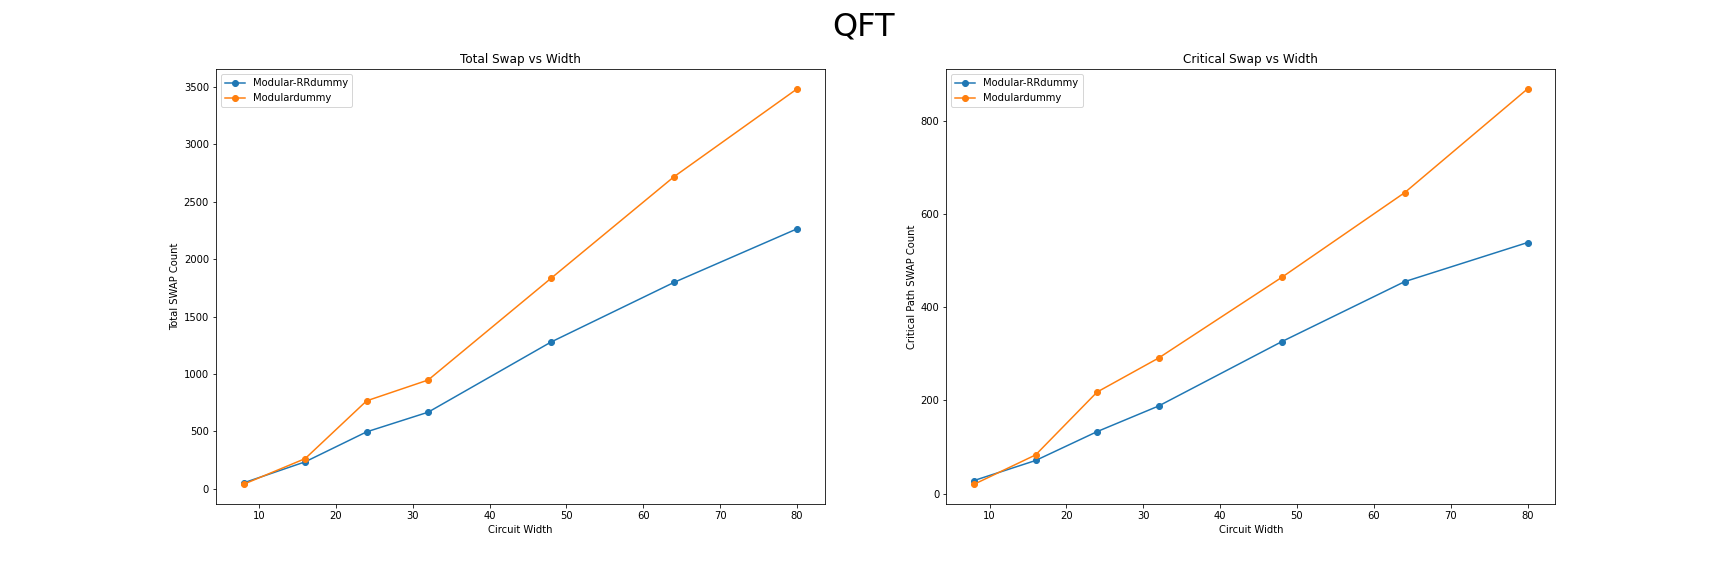 QFT
Total Swap vs Width
Modular-RRdummy
Modulardummy
Total SWAP Count
3500
3000
2500
2000
1500
1000
500
0
10 20 30 40 50 60 70 80
Circuit Width
Critical Swap vs Width
Modular-RRdummy
Modulardummy
Critical Path SWAP Count
800
600
400
200
0
10 20 30 40 50 60 70 80
Circuit Width